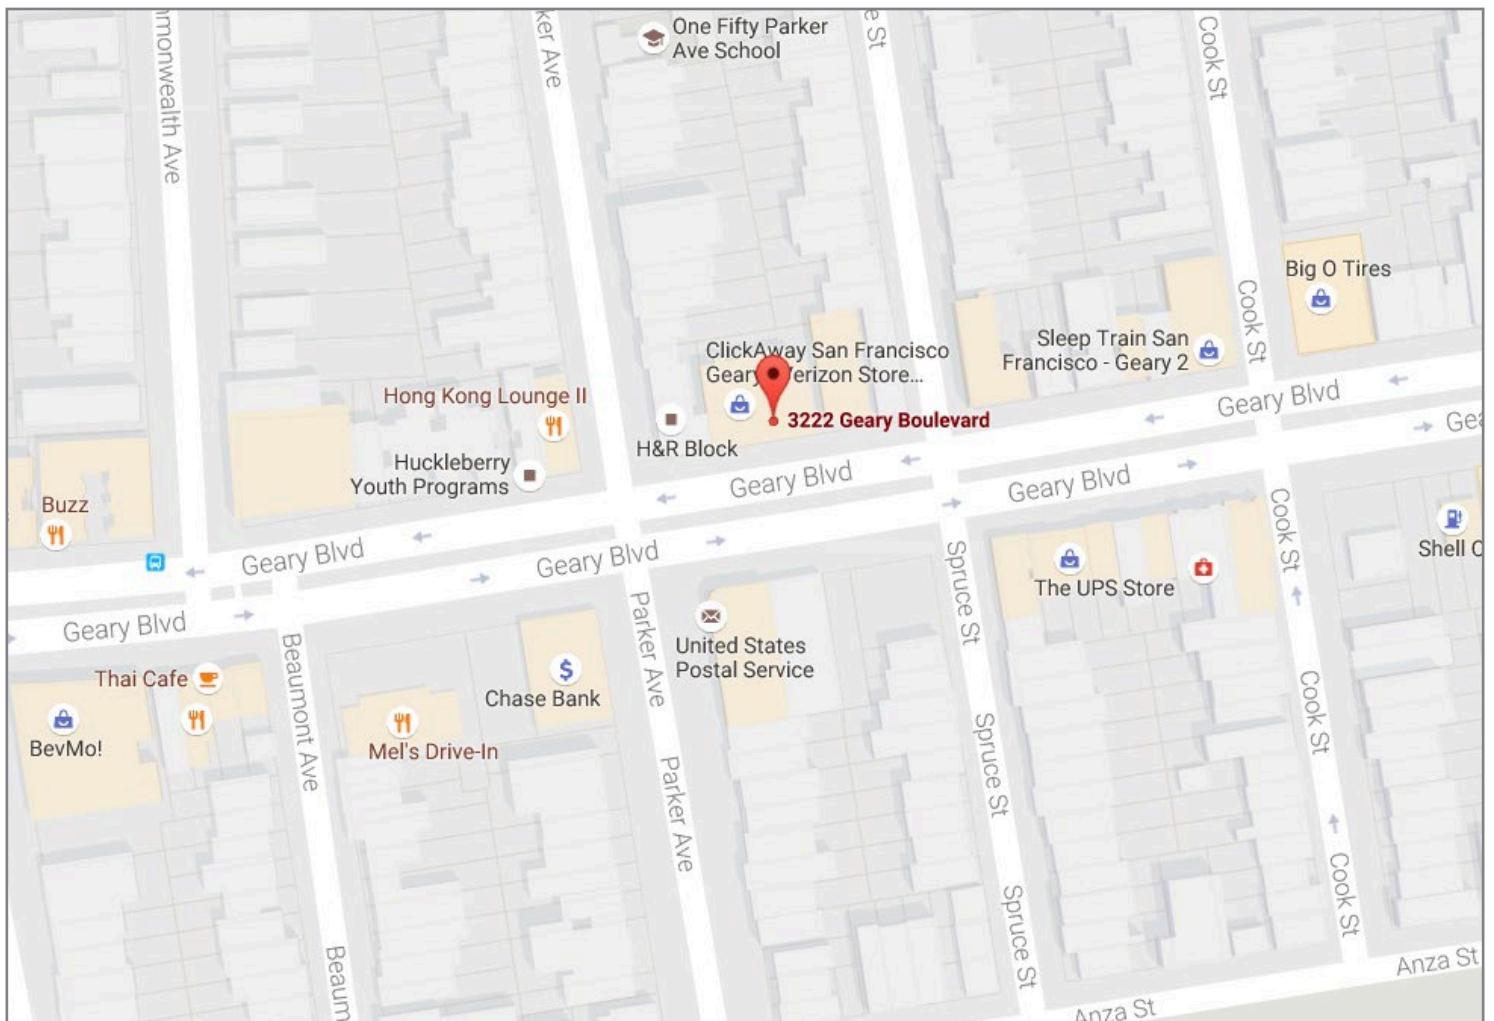 mmonwealth Ave
ker Ave
One Fifty Parker
Ave School
e St
Cook St
Big O Tires
Cook St
Sleep Train San
Francisco - Geary 2
ClickAway San Francisco
Geary Verizon Store...
3222 Geary Boulevard
Hong Kong Lounge II
H&R Block
Huckleberry
Youth Programs
Buzz
Geary Blvd
Geary Blvd
Geary Blvd
Geary Blvd
Geary Blvd
Geary Blvd
Gea
Cook St
Shell O
The UPS Store
Spruce St
Parker Ave
United States
Postal Service
Chase Bank
Beaumont Ave
Thai Cafe
BevMo!
Mel's Drive-In
Cook St
Spruce St
Parker Ave
Cook St
Spruce St
Beaum
Anza St
Anza St